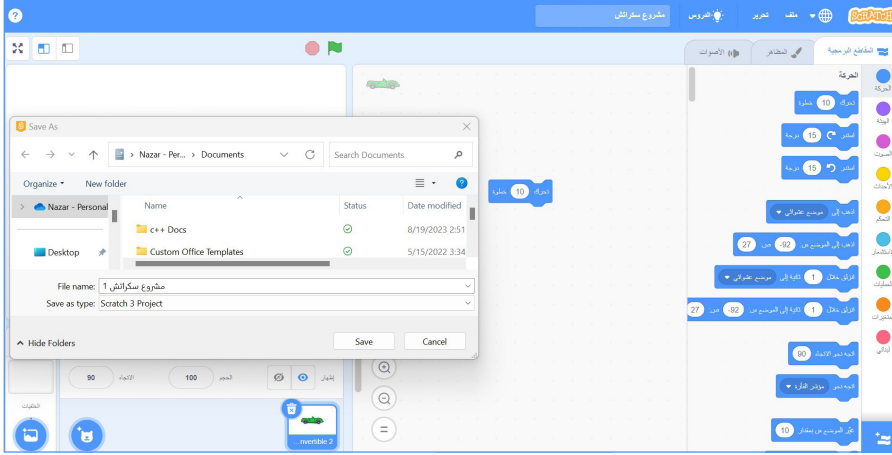 SCRATCH
ملف
تحرير
الدروس
مشروع سكراتش
المقاطع البرمجية
المظاهر
الأصوات
الحركة
الحركة
الهيئة
الصوت
الأحداث
التحكم
العمليات
متغيرات
لبناتي
تحرك 10 خطوة
استدر 15 درجة
استدر 15 درجة
اذهب إلى موضع عشوائي
اذهب إلى الموضع س 92- ص 27
انزلق خلال 1 ثانية إلى موضع عشوائي
انزلق خلال 1 ثانية إلى الموضع س 92- ص 27
اتجه نحو الاتجاه 90
اتجه نحو مؤشر الفأرة
غيّر الموضع س بمقدار 10
تحرك 10 خطوة
Save As
Nazar - Per... › Documents
Search Documents
Organize
New folder
Name
Status
Date modified
Nazar - Personal
Desktop
c++ Docs
8/19/2023 2:51
Custom Office Templates
5/15/2022 3:34
File name: مشروع سكراتش 1
Save as type: Scratch 3 Project
Hide Folders
Save
Cancel
إظهار
الحجم 100
الاتجاه 90
الخلفيات
...nvertible 2